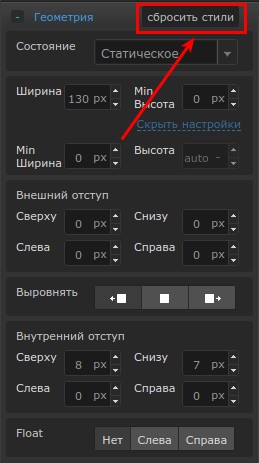 - Геометрия сбросить стили
Состояние Статическое
Ширина 130 px Min Высота 0 px
Скрыть настройки
Min Ширина 0 px Высота auto -
Внешний отступ
Сверху 0 px Снизу 0 px
Слева 0 px Справа 0 px
Выровнять
Внутренний отступ
Сверху 8 px Снизу 7 px
Слева 0 px Справа 0 px
Float Нет Слева Справа